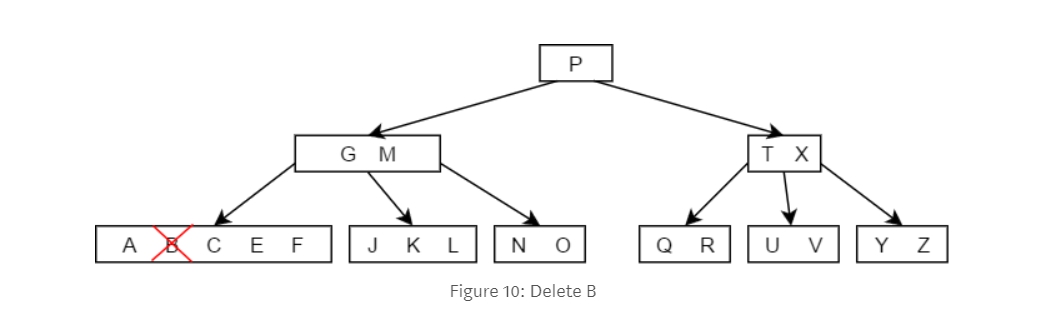 P
G M
T X
A B C E F
J K L
N O
Q R
U V
Y Z
Figure 10: Delete B